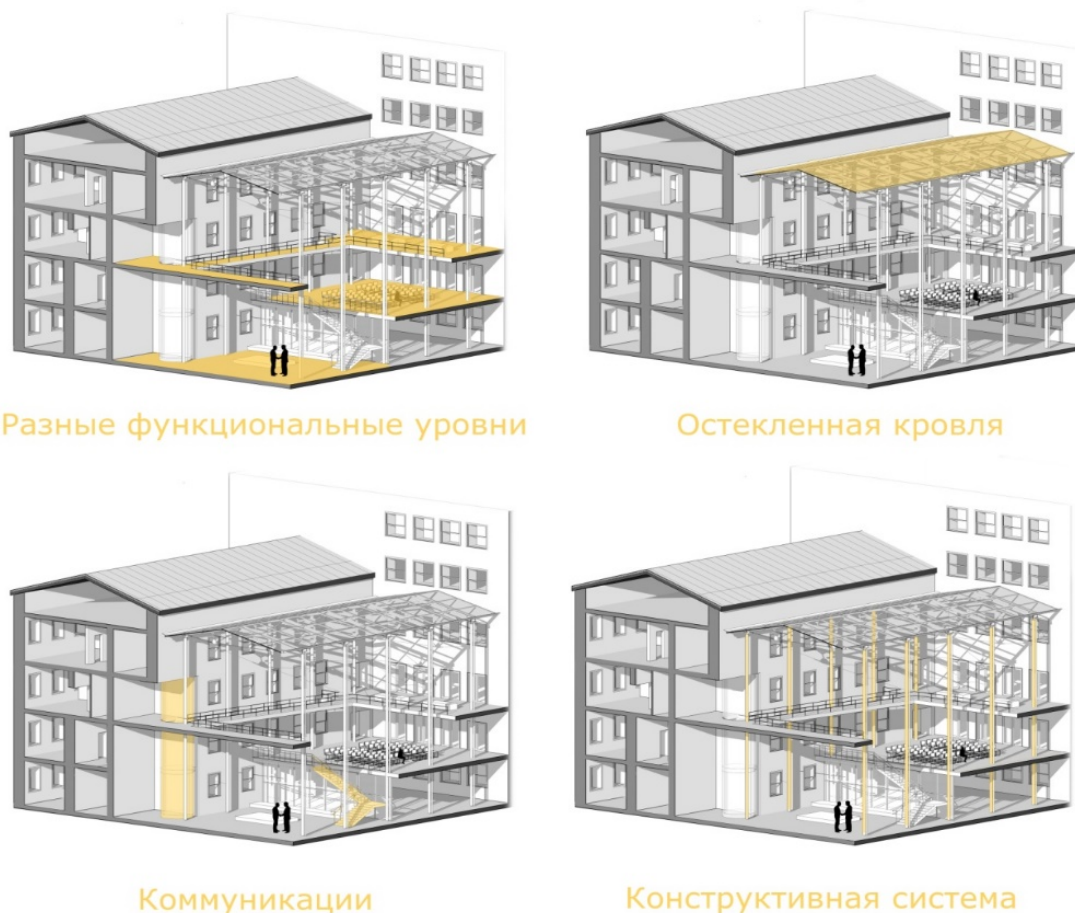 Разные функциональные уровни
Остекленная кровля
Коммуникации
Конструктивная система